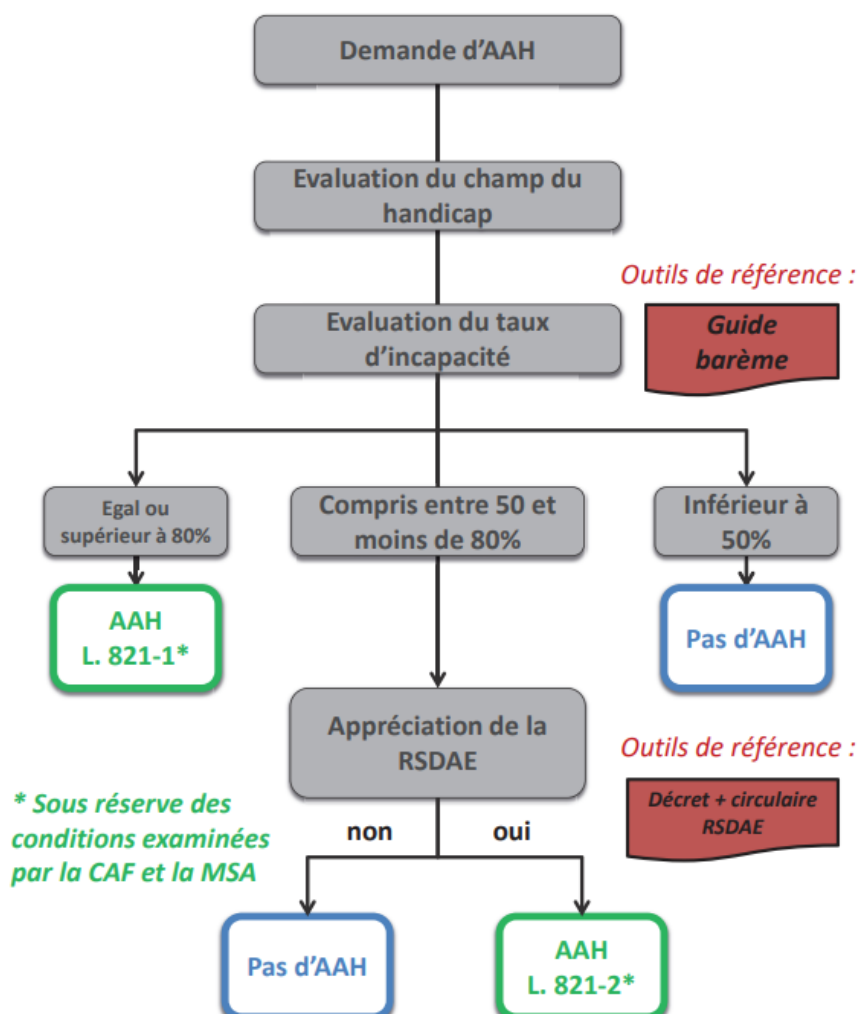 Demande d’AAH
Evaluation du champ du
handicap
Outils de référence :
Evaluation du taux
d’incapacité
Guide
barème
Egal ou
supérieur à 80%
Compris entre 50 et
moins de 80%
Inférieur à
50%
AAH
L. 821-1*
Pas d’AAH
Appréciation de la
RSDAE
Outils de référence :
Décret + circulaire
RSDAE
* Sous réserve des
conditions examinées
par la CAF et la MSA
non
oui
Pas d’AAH
AAH
L. 821-2*